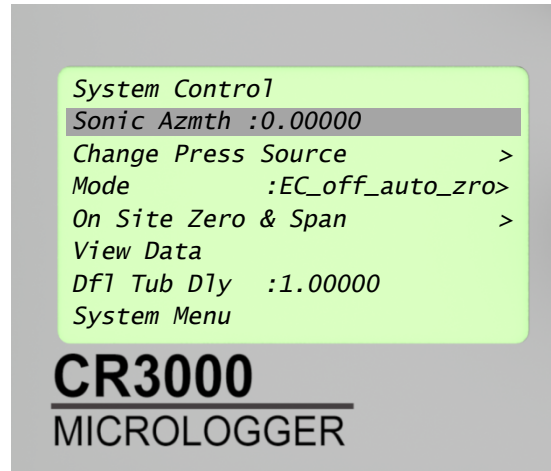 System Control
Sonic Azmth :0.00000
Change Press Source >
Mode :EC_off_auto_zro>
On Site Zero & Span >
View Data
Dfl Tub Dly :1.00000
System Menu
CR3000
MICROLOGGER